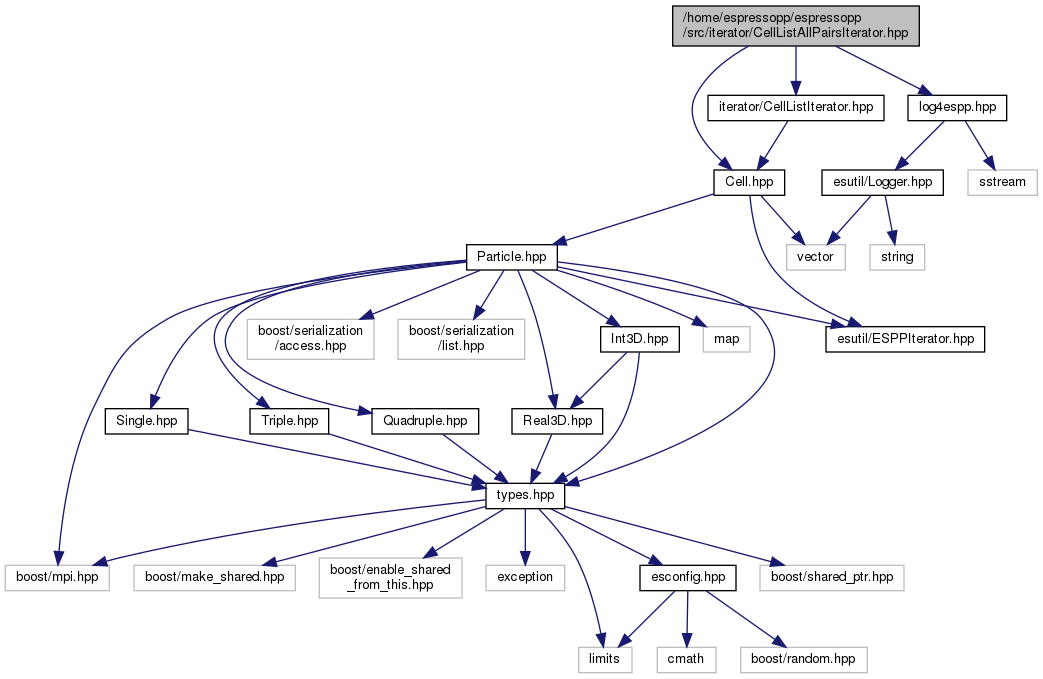 /home/espressopp/espressopp
/src/iterator/CellListAllPairsIterator.hpp
iterator/CellListIterator.hpp
log4espp.hpp
Cell.hpp
esutil/Logger.hpp
sstream
Particle.hpp
vector
string
boost/serialization
/access.hpp
boost/serialization
/list.hpp
Int3D.hpp
map
esutil/ESPPIterator.hpp
Single.hpp
Triple.hpp
Quadruple.hpp
Real3D.hpp
types.hpp
boost/mpi.hpp
boost/make_shared.hpp
boost/enable_shared
_from_this.hpp
exception
esconfig.hpp
boost/shared_ptr.hpp
limits
cmath
boost/random.hpp